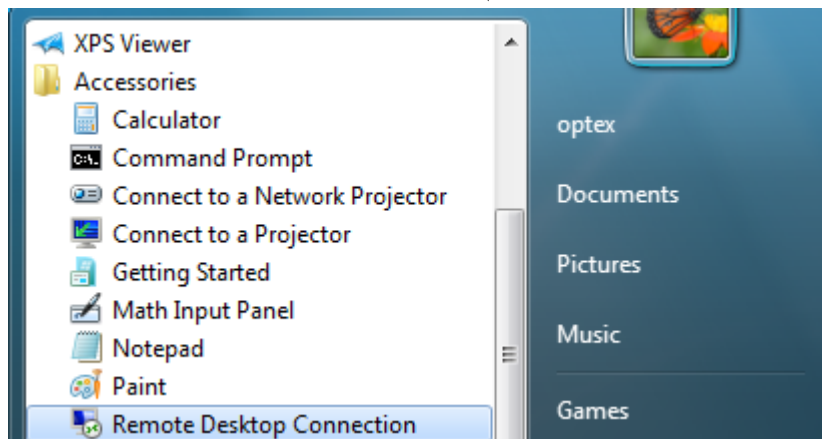 XPS Viewer
Accessories
Calculator
Command Prompt
Connect to a Network Projector
Connect to a Projector
Getting Started
Math Input Panel
Notepad
Paint
Remote Desktop Connection
optex
Documents
Pictures
Music
Games